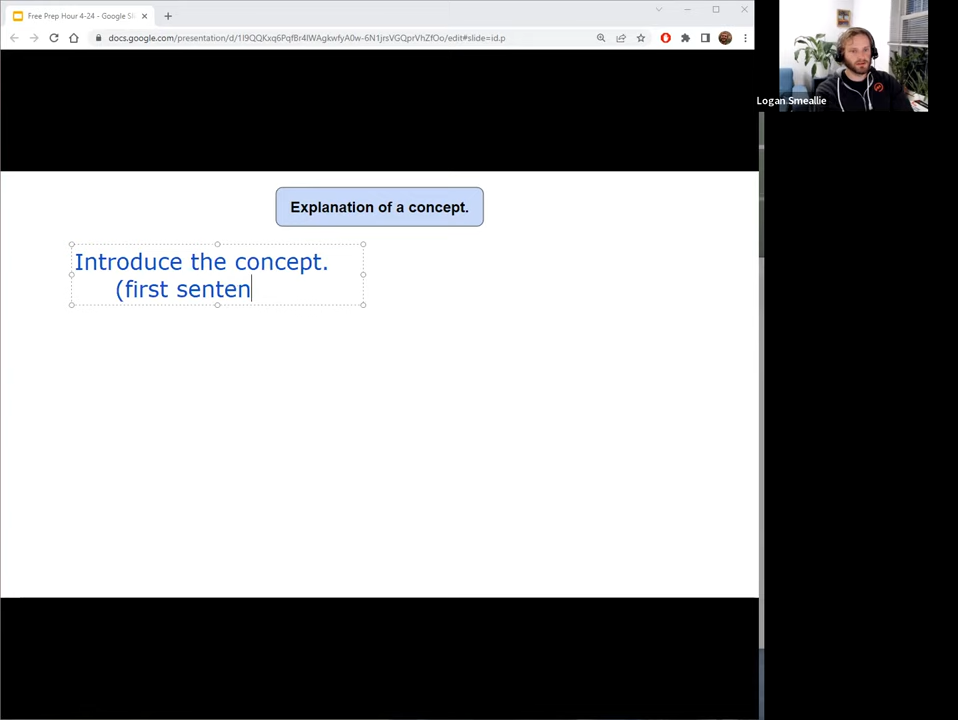 Free Prep Hour 4-24 - Google Sl
docs.google.com/presentation/d/1I9QQKxq6PqfBr4IWAgkwfyA0w-6N1jrsVGQprVhZfOo/edit#slide=id.p
Logan Smeallie
Explanation of a concept.
Introduce the concept.
(first senten